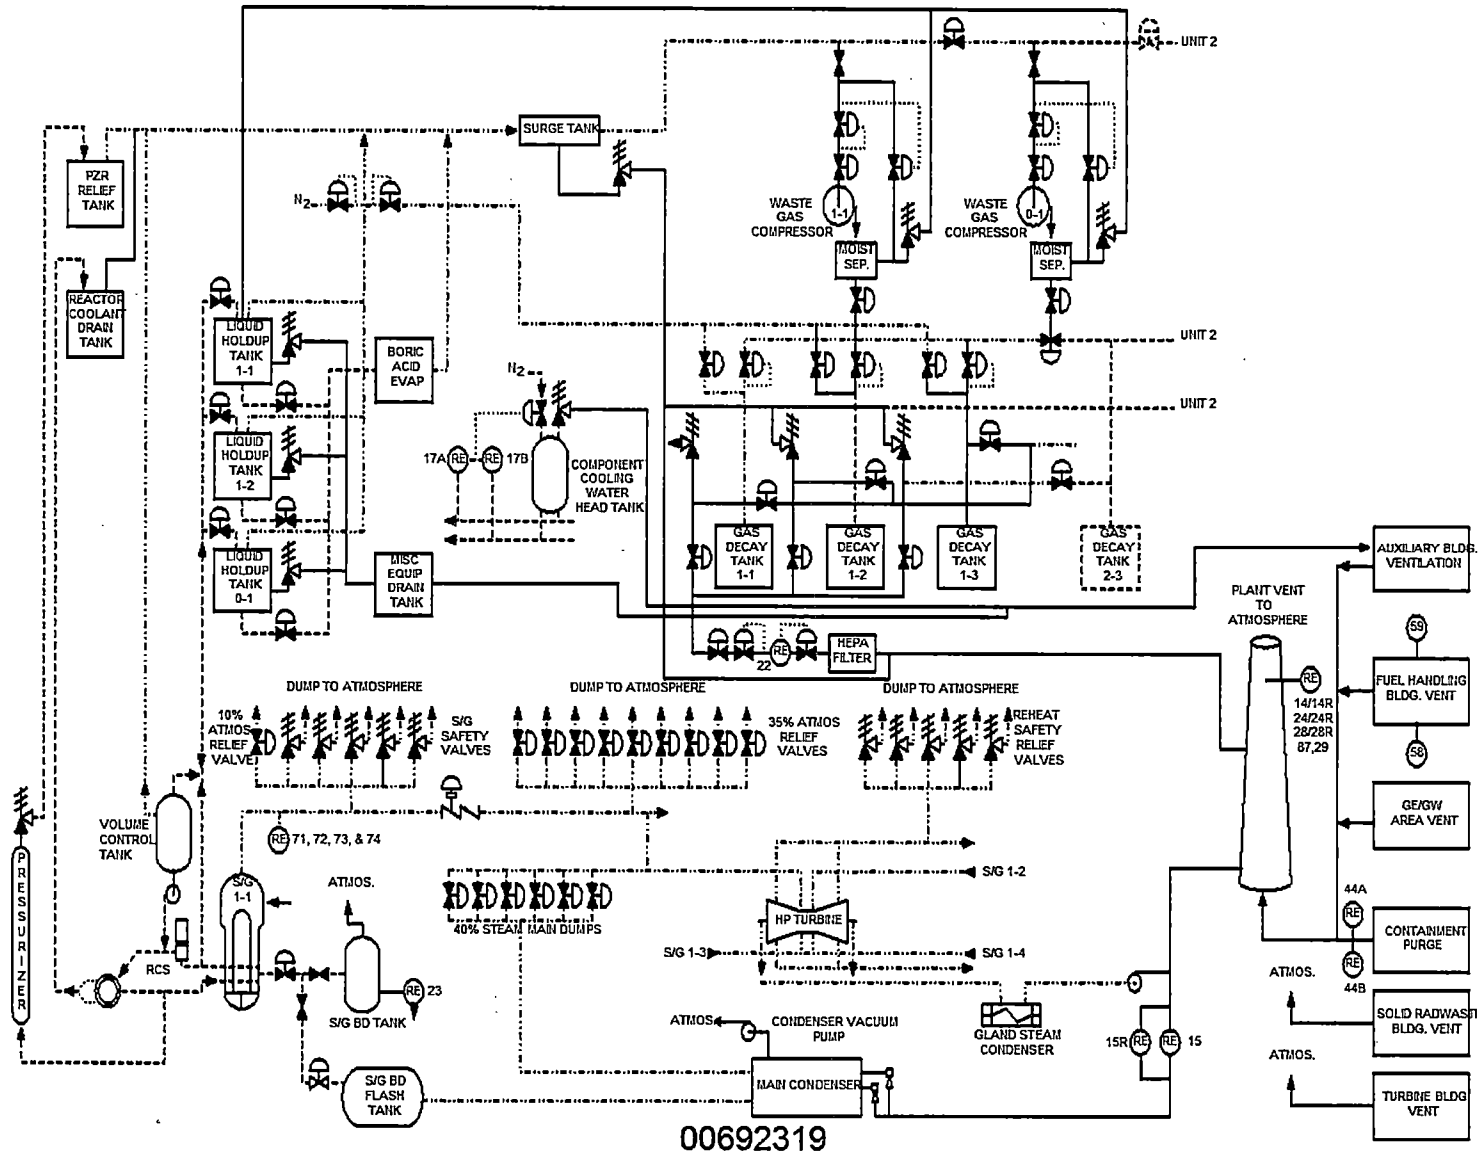 UNIT 2
SURGE TANK
PZR
RELIEF
TANK
N2
WASTE
GAS
COMPRESSOR
1-1
WASTE
GAS
COMPRESSOR
0-1
MOIST
SEP.
MOIST
SEP.
REACTOR
COOLANT
DRAIN
TANK
LIQUID
HOLDUP
TANK
1-1
BORIC
ACID
EVAP
UNIT 2
N2
UNIT 2
LIQUID
HOLDUP
TANK
1-2
17A
RE
RE
17B
COMPONENT
COOLING
WATER
HEAD TANK
LIQUID
HOLDUP
TANK
0-1
MISC
EQUIP
DRAIN
TANK
GAS
DECAY
TANK
1-1
GAS
DECAY
TANK
1-2
GAS
DECAY
TANK
1-3
GAS
DECAY
TANK
2-3
AUXILIARY BLDG.
VENTILATION
PLANT VENT
TO
ATMOSPHERE
59
RE
22
HEPA
FILTER
FUEL HANDLING
BLDG. VENT
58
RE
14/14R
24/24R
28/28R
87,29
DUMP TO ATMOSPHERE
DUMP TO ATMOSPHERE
DUMP TO ATMOSPHERE
10%
ATMOS
RELIEF
VALVE
S/G
SAFETY
VALVES
35% ATMOS
RELIEF
VALVES
REHEAT
SAFETY
RELIEF
VALVES
GE/GW
AREA VENT
VOLUME
CONTROL
TANK
RE
71, 72, 73, & 74
PRESSURIZER
S/G
1-1
ATMOS.
S/G 1-2
HP TURBINE
40% STEAM MAIN DUMPS
S/G 1-3
S/G 1-4
44A
RE
RE
44B
CONTAINMENT
PURGE
RCS
RE
23
S/G BD TANK
ATMOS.
SOLID RADWAST
BLDG. VENT
ATMOS.
CONDENSER VACUUM
PUMP
GLAND STEAM
CONDENSER
15R
RE
RE
15
ATMOS.
S/G BD
FLASH
TANK
MAIN CONDENSER
TURBINE BLDG
VENT
00692319